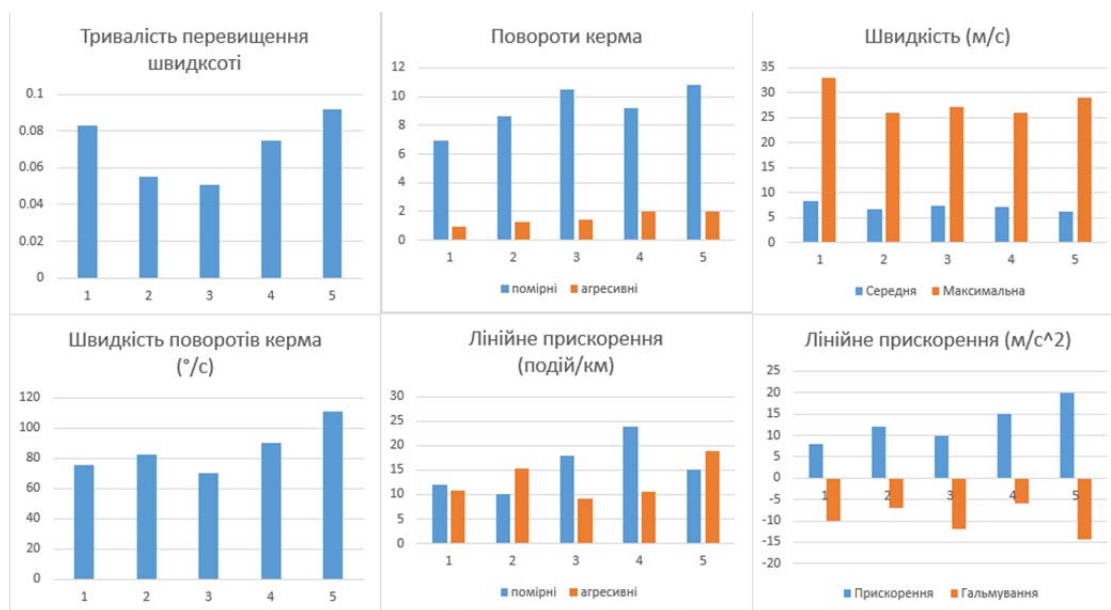 Тривалість перевищення
швидксоті
0.1
0.08
0.06
0.04
0.02
0
1 2 3 4 5
Повороти керма
12
10
8
6
4
2
0
1 2 3 4 5
помірні агресивні
Швидкість (м/с)
35
30
25
20
15
10
5
0
1 2 3 4 5
Середня Максимальна
Швидкість поворотів керма
(°/с)
120
100
80
60
40
20
0
1 2 3 4 5
Лінійне прискорення
(подій/км)
30
25
20
15
10
5
0
1 2 3 4 5
помірні агресивні
Лінійне прискорення (м/с^2)
25
20
15
10
5
0
-5
-10
-15
-20
1 2 3 4 5
Прискорення Гальмування